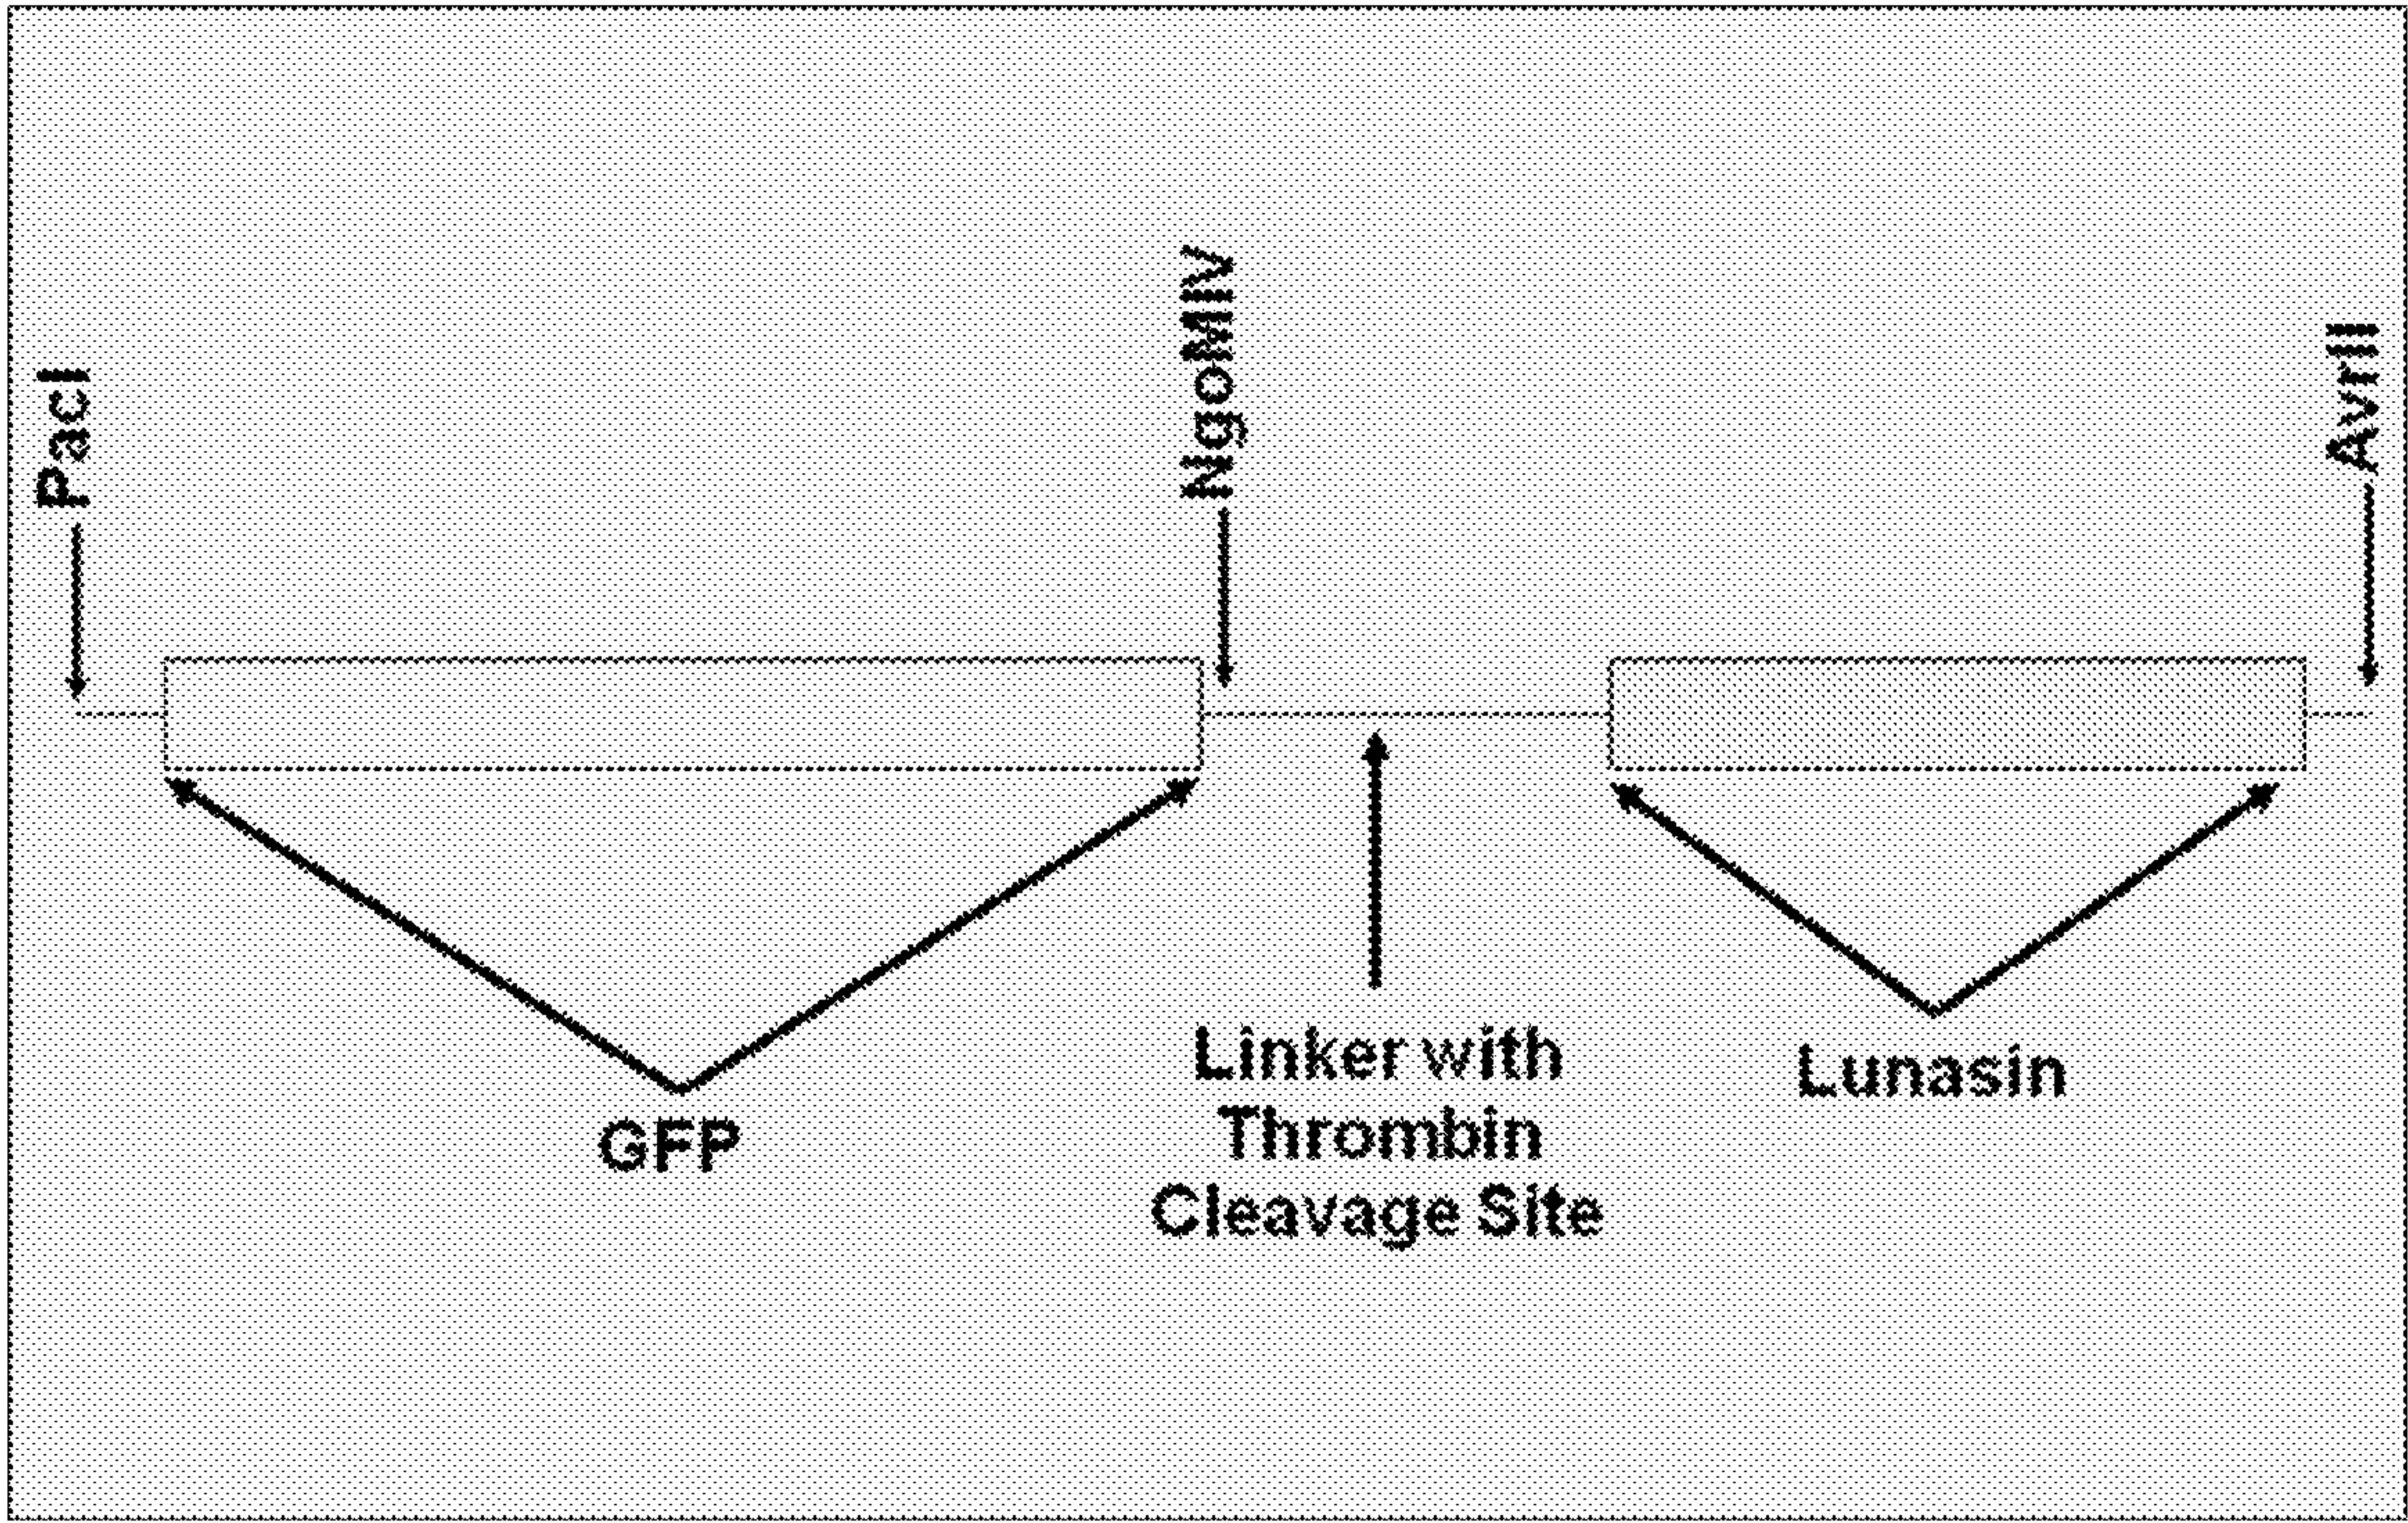 PacI
NgoMIV
AvrII
GFP
Linker with
Thrombin
Cleavage Site
Lunasin